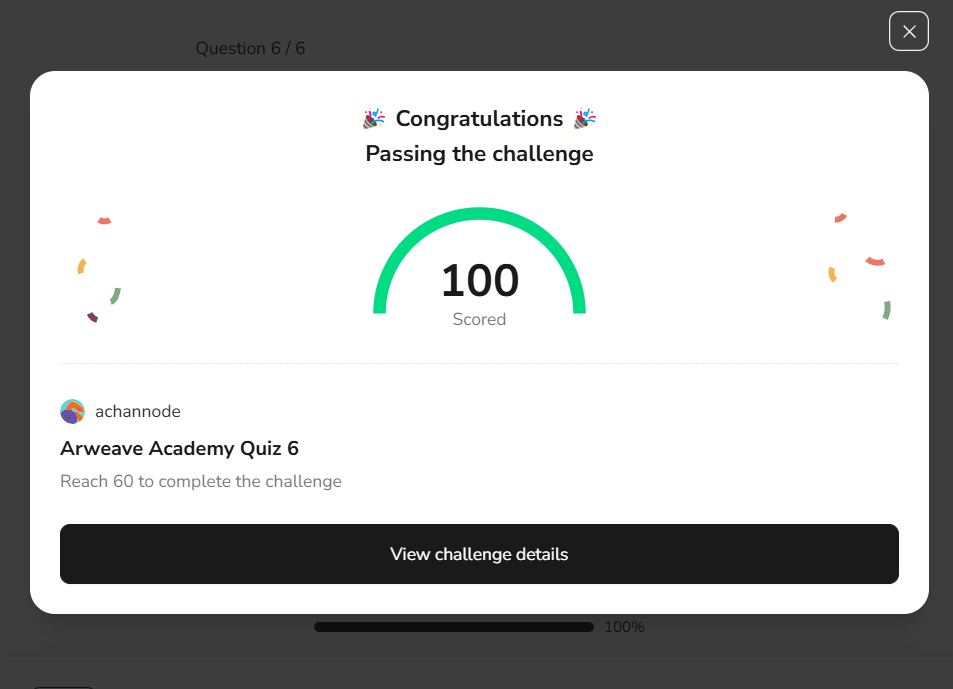 Question 6 / 6
🎉 Congratulations 🎉
Passing the challenge
100
Scored
achannode
Arweave Academy Quiz 6
Reach 60 to complete the challenge
View challenge details
100%